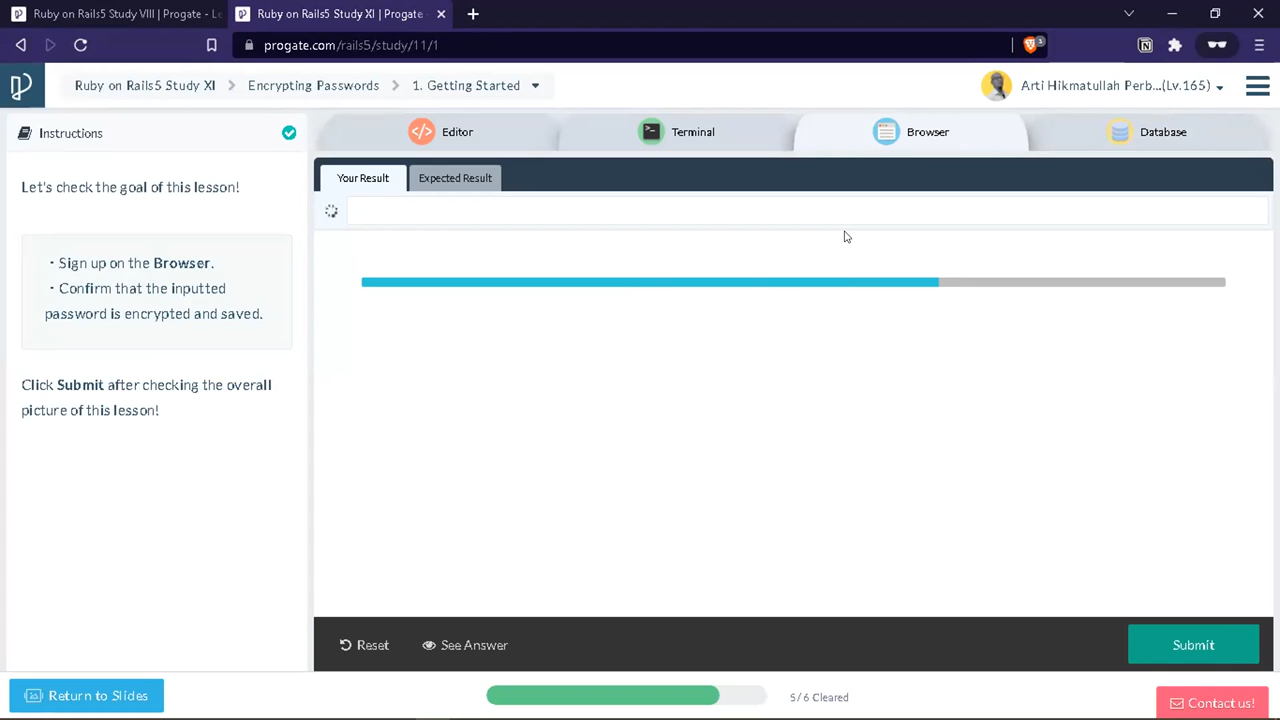 Ruby on Rails5 Study VIII | Progate - Le
Ruby on Rails5 Study XI | Progate -
progate.com/rails5/study/11/1
Ruby on Rails5 Study XI
Encrypting Passwords
1. Getting Started
Arti Hikmatullah Perb...(Lv.165)
Instructions
Editor
Terminal
Browser
Database
Your Result
Expected Result
Let's check the goal of this lesson!
・Sign up on the Browser.
・Confirm that the inputted
password is encrypted and saved.
Click Submit after checking the overall
picture of this lesson!
Reset
See Answer
Submit
Return to Slides
5/6 Cleared
Contact us!